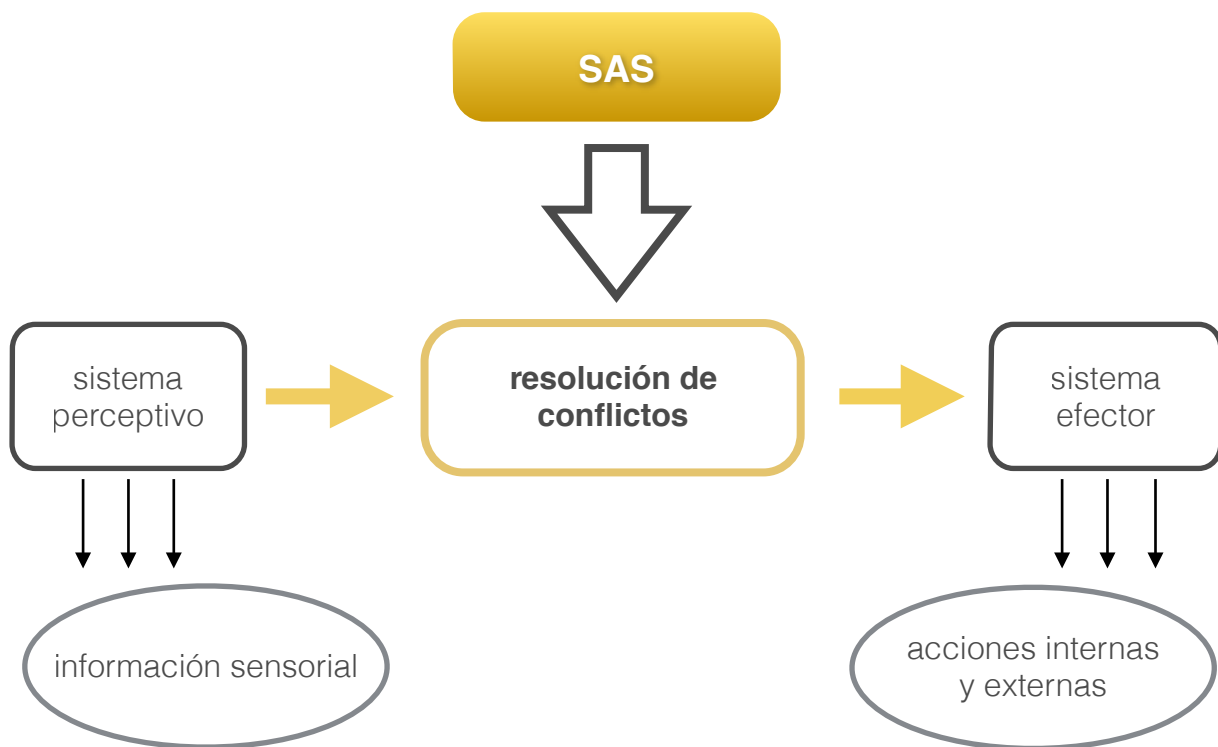 SAS
sistema
perceptivo
resolución de
conflictos
sistema
efector
información sensorial
acciones internas
y externas